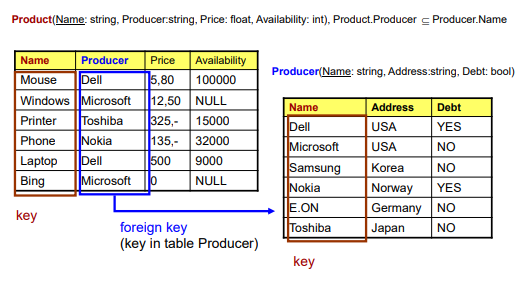 Product(Name: string, Producer:string, Price: float, Availability: int), Product.Producer ⊆ Producer.Name
Name Producer Price Availability
Mouse Dell 5,80 100000
Windows Microsoft 12,50 NULL
Printer Toshiba 325,- 15000
Phone Nokia 135,- 32000
Laptop Dell 500 9000
Bing Microsoft 0 NULL
key
foreign key
(key in table Producer)
Producer(Name: string, Address:string, Debt: bool)
Name Address Debt
Dell USA YES
Microsoft USA NO
Samsung Korea NO
Nokia Norway YES
E.ON Germany NO
Toshiba Japan NO
key